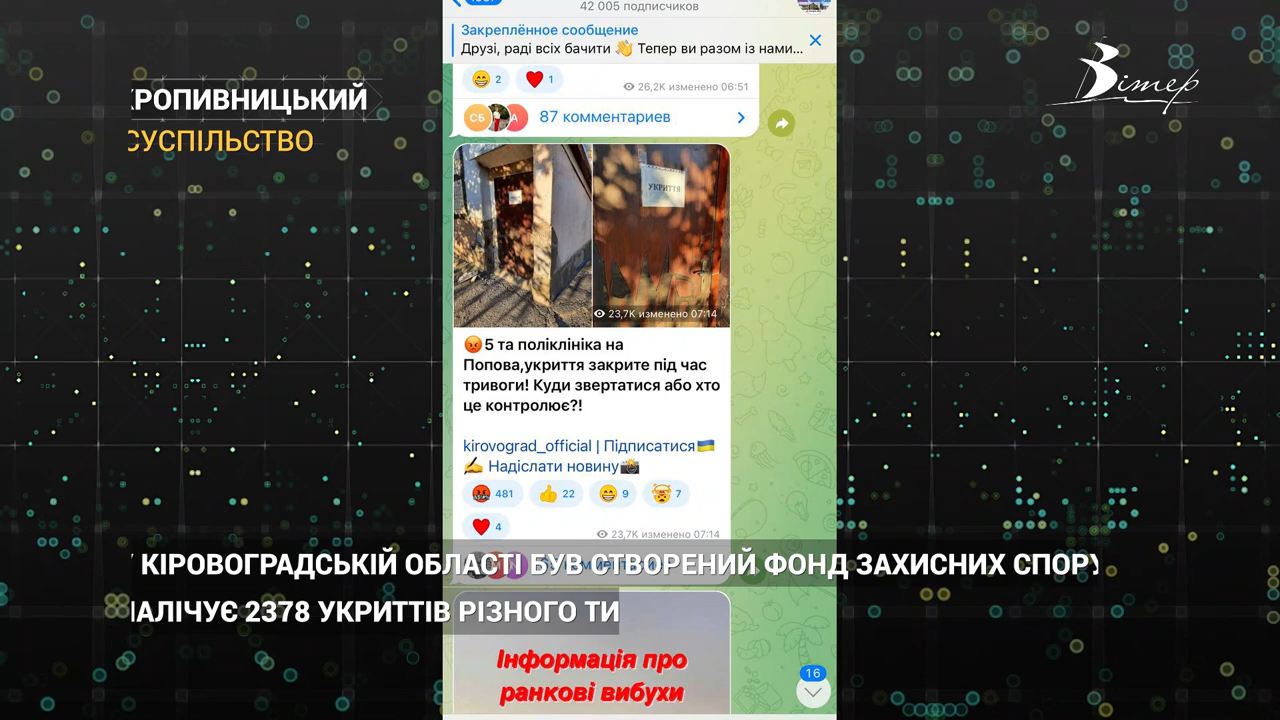 42 005 подписчиков
Закреплённое сообщение
Друзі, раді всіх бачити 👋 Тепер ви разом із нами...
Вітер
КРОПИВНИЦЬКИЙ
СУСПІЛЬСТВО
😁 2 ❤️ 1
26,2K изменено 06:51
СБ А 87 комментариев
УКРИТТЯ
23,7K изменено 07:14
😡5 та поліклініка на
Попова,укриття закрите під час
тривоги! Куди звертатися або хто
це контролює?!
kirovograd_official | Підписатися🇺🇦
✍️ Надіслати новину📸
🤬 481 👍 22 😁 9 🤯 7
❤️ 4
23,7K изменено 07:14
КІРОВОГРАДСЬКІЙ ОБЛАСТІ БУВ СТВОРЕНИЙ ФОНД ЗАХИСНИХ СПОРУ
НАЛІЧУЄ 2378 УКРИТТІВ РІЗНОГО ТИ
Інформація про
ранкові вибухи
16